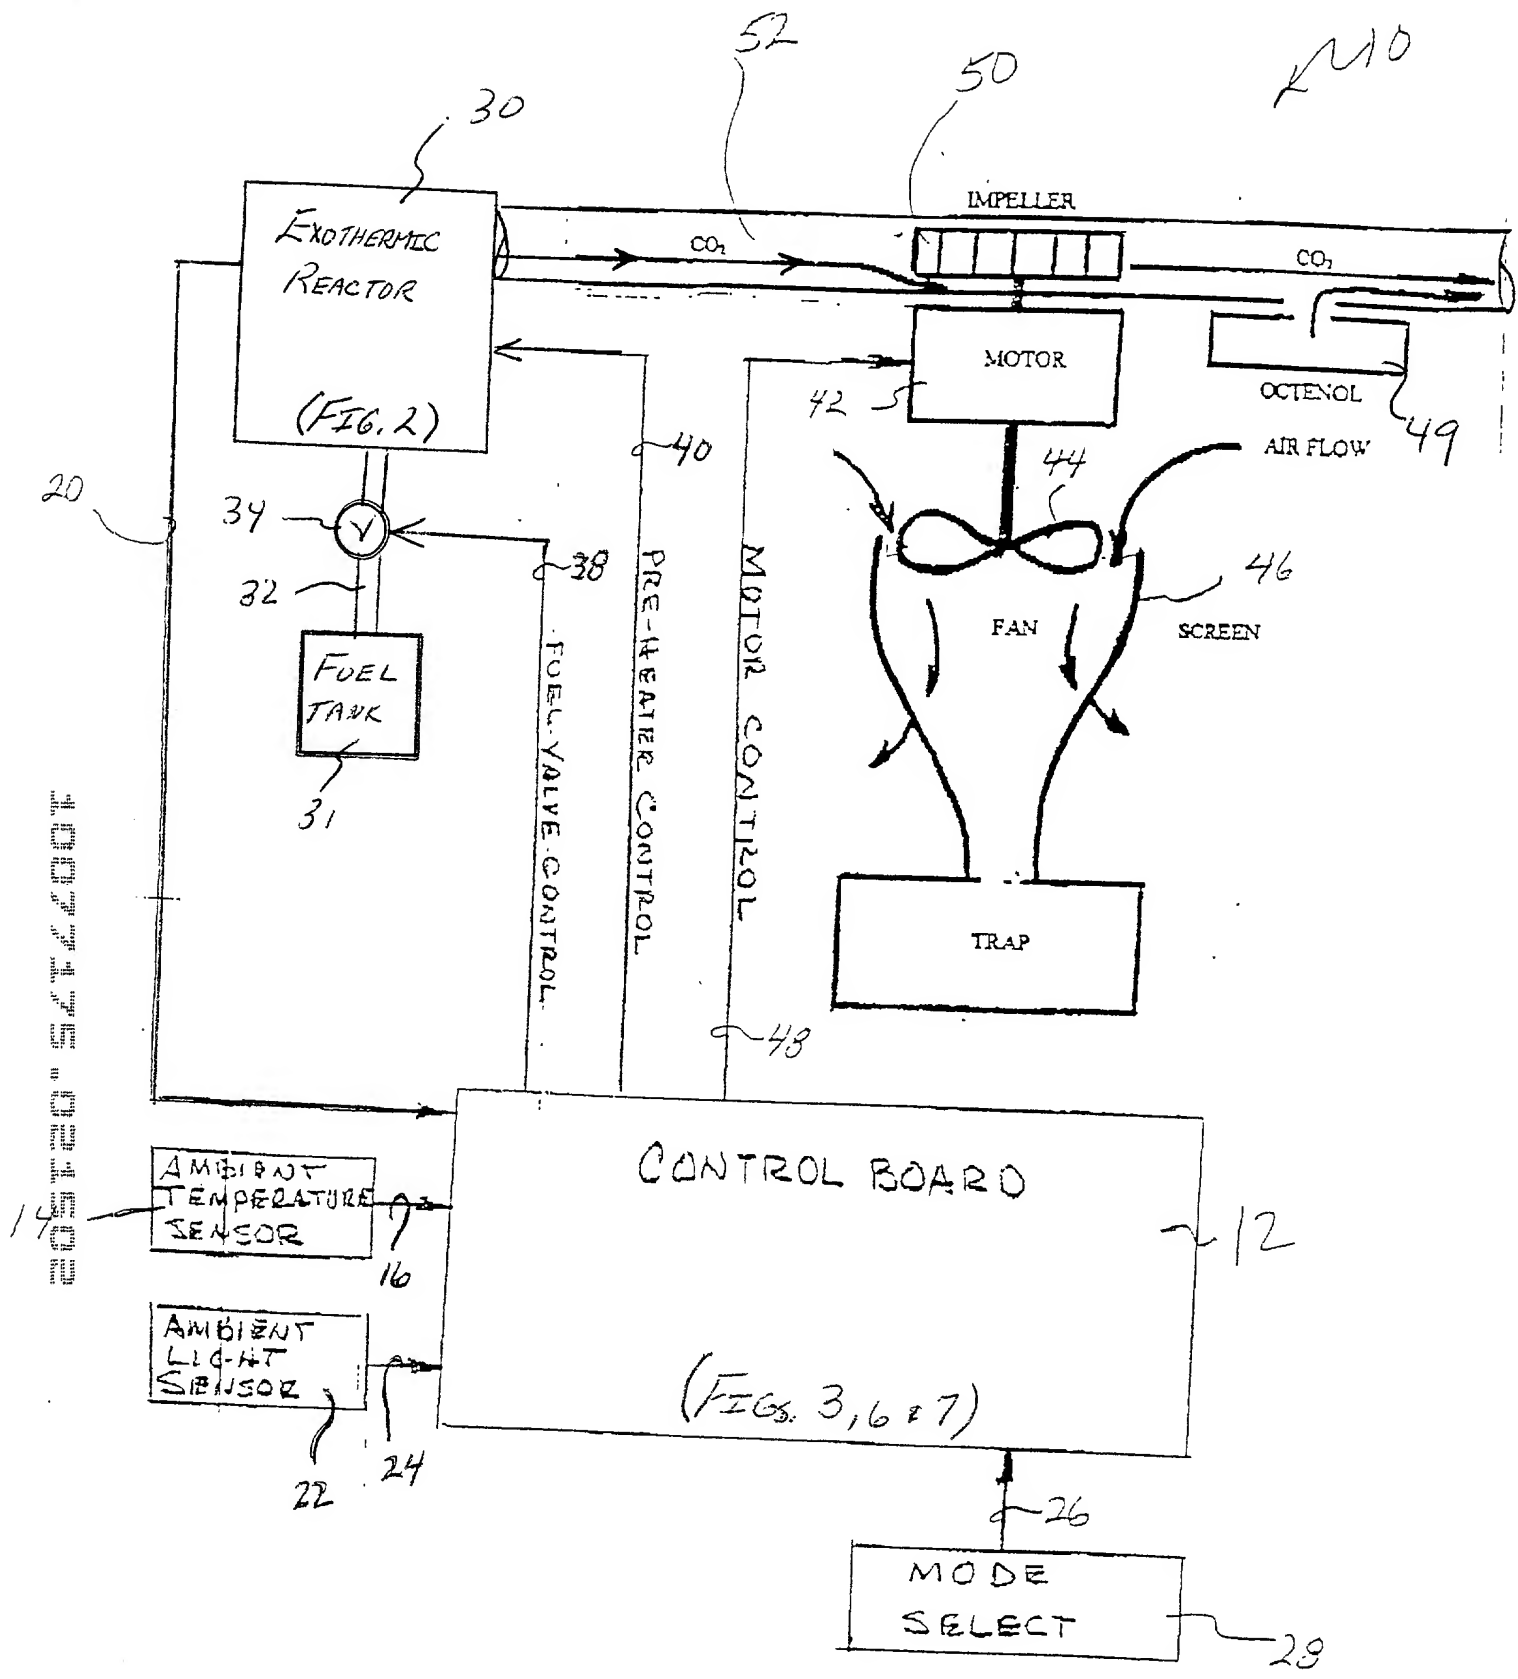 52
50
10
30
IMPELLER
EXOTHERMIC
REACTOR
CO₂
CO₂
MOTOR
42
OCTENOL
49
(FIG. 2)
40
44
AIR FLOW
20
34
V
38
46
32
FAN
SCREEN
FUEL
TANK
31
FUEL VALVE CONTROL
PRE-HEATER CONTROL
MOTOR CONTROL
TRAP
48
10077175.021502
CONTROL BOARD
AMBIENT
TEMPERATURE
SENSOR
14
16
12
AMBIENT
LIGHT
SENSOR
(FIGS. 3, 6 & 7)
22
24
26
MODE
SELECT
28